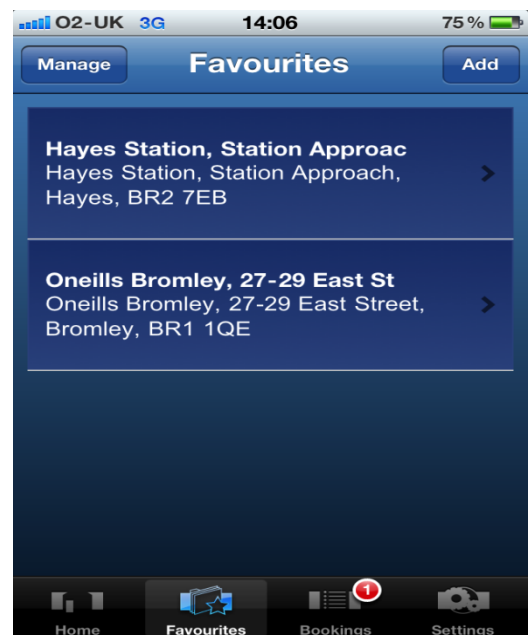 O2-UK 3G 14:06 75%
Manage Favourites Add
Hayes Station, Station Approac
Hayes Station, Station Approach,
Hayes, BR2 7EB
Oneills Bromley, 27-29 East St
Oneills Bromley, 27-29 East Street,
Bromley, BR1 1QE
1
Home Favourites Bookings Settings